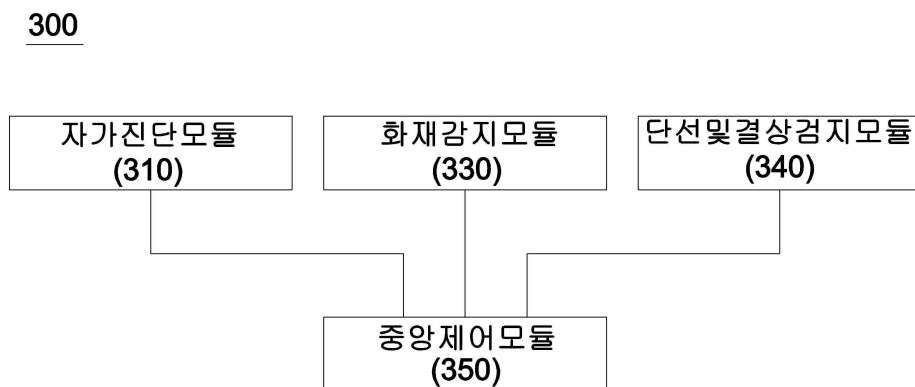 300
자가진단모듈
(310)
화재감지모듈
(330)
단선및결상검지모듈
(340)
중앙제어모듈
(350)